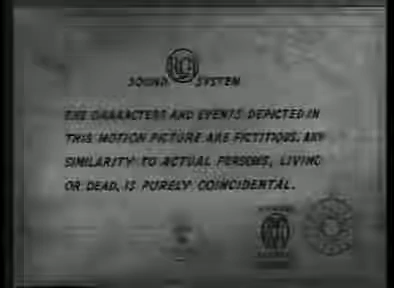 RCA
SOUND SYSTEM
THE CHARACTERS AND EVENTS DEPICTED IN
THIS MOTION PICTURE ARE FICTITIOUS. ANY
SIMILARITY TO ACTUAL PERSONS, LIVING
OR DEAD, IS PURELY COINCIDENTAL.